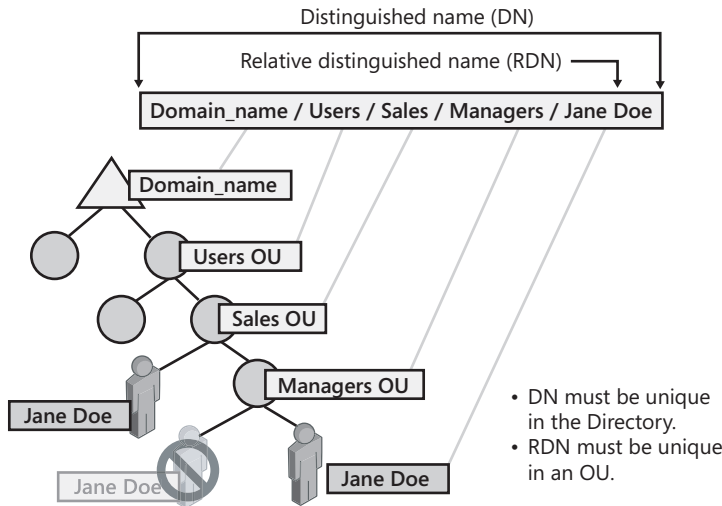 Distinguished name (DN)
Relative distinguished name (RDN)
Domain_name / Users / Sales / Managers / Jane Doe
Domain_name
Users OU
Sales OU
Managers OU
Jane Doe
Jane Doe
Jane Doe
• DN must be unique
in the Directory.
• RDN must be unique
in an OU.